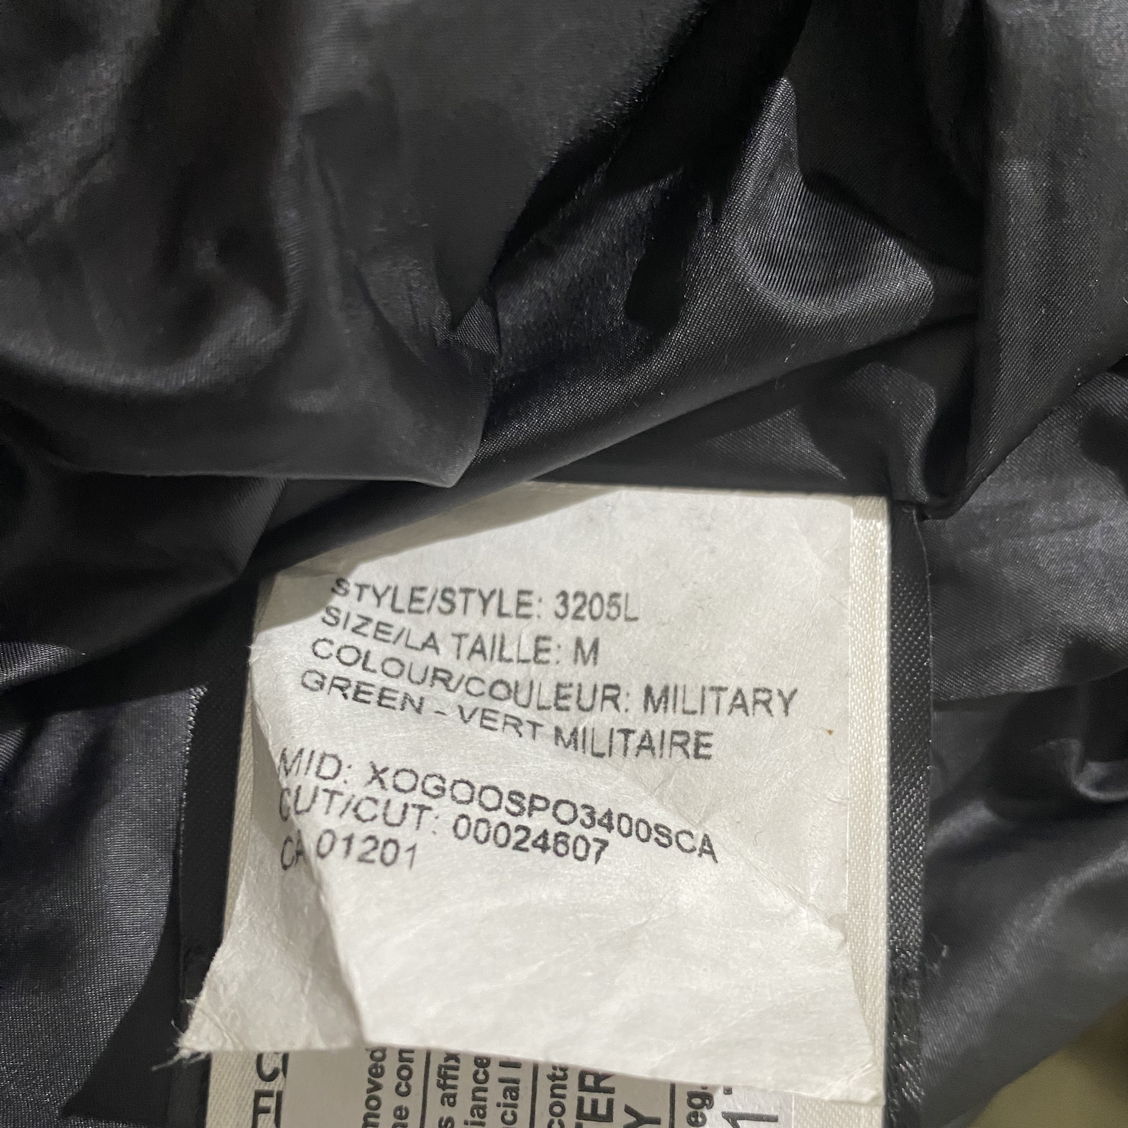 STYLE/STYLE: 3205L
SIZE/LA TAILLE: M
COLOUR/COULEUR: MILITARY
GREEN - VERT MILITAIRE
MID: XOGOOSPO3400SCA
CUT/CUT: 00024607
CA 01201